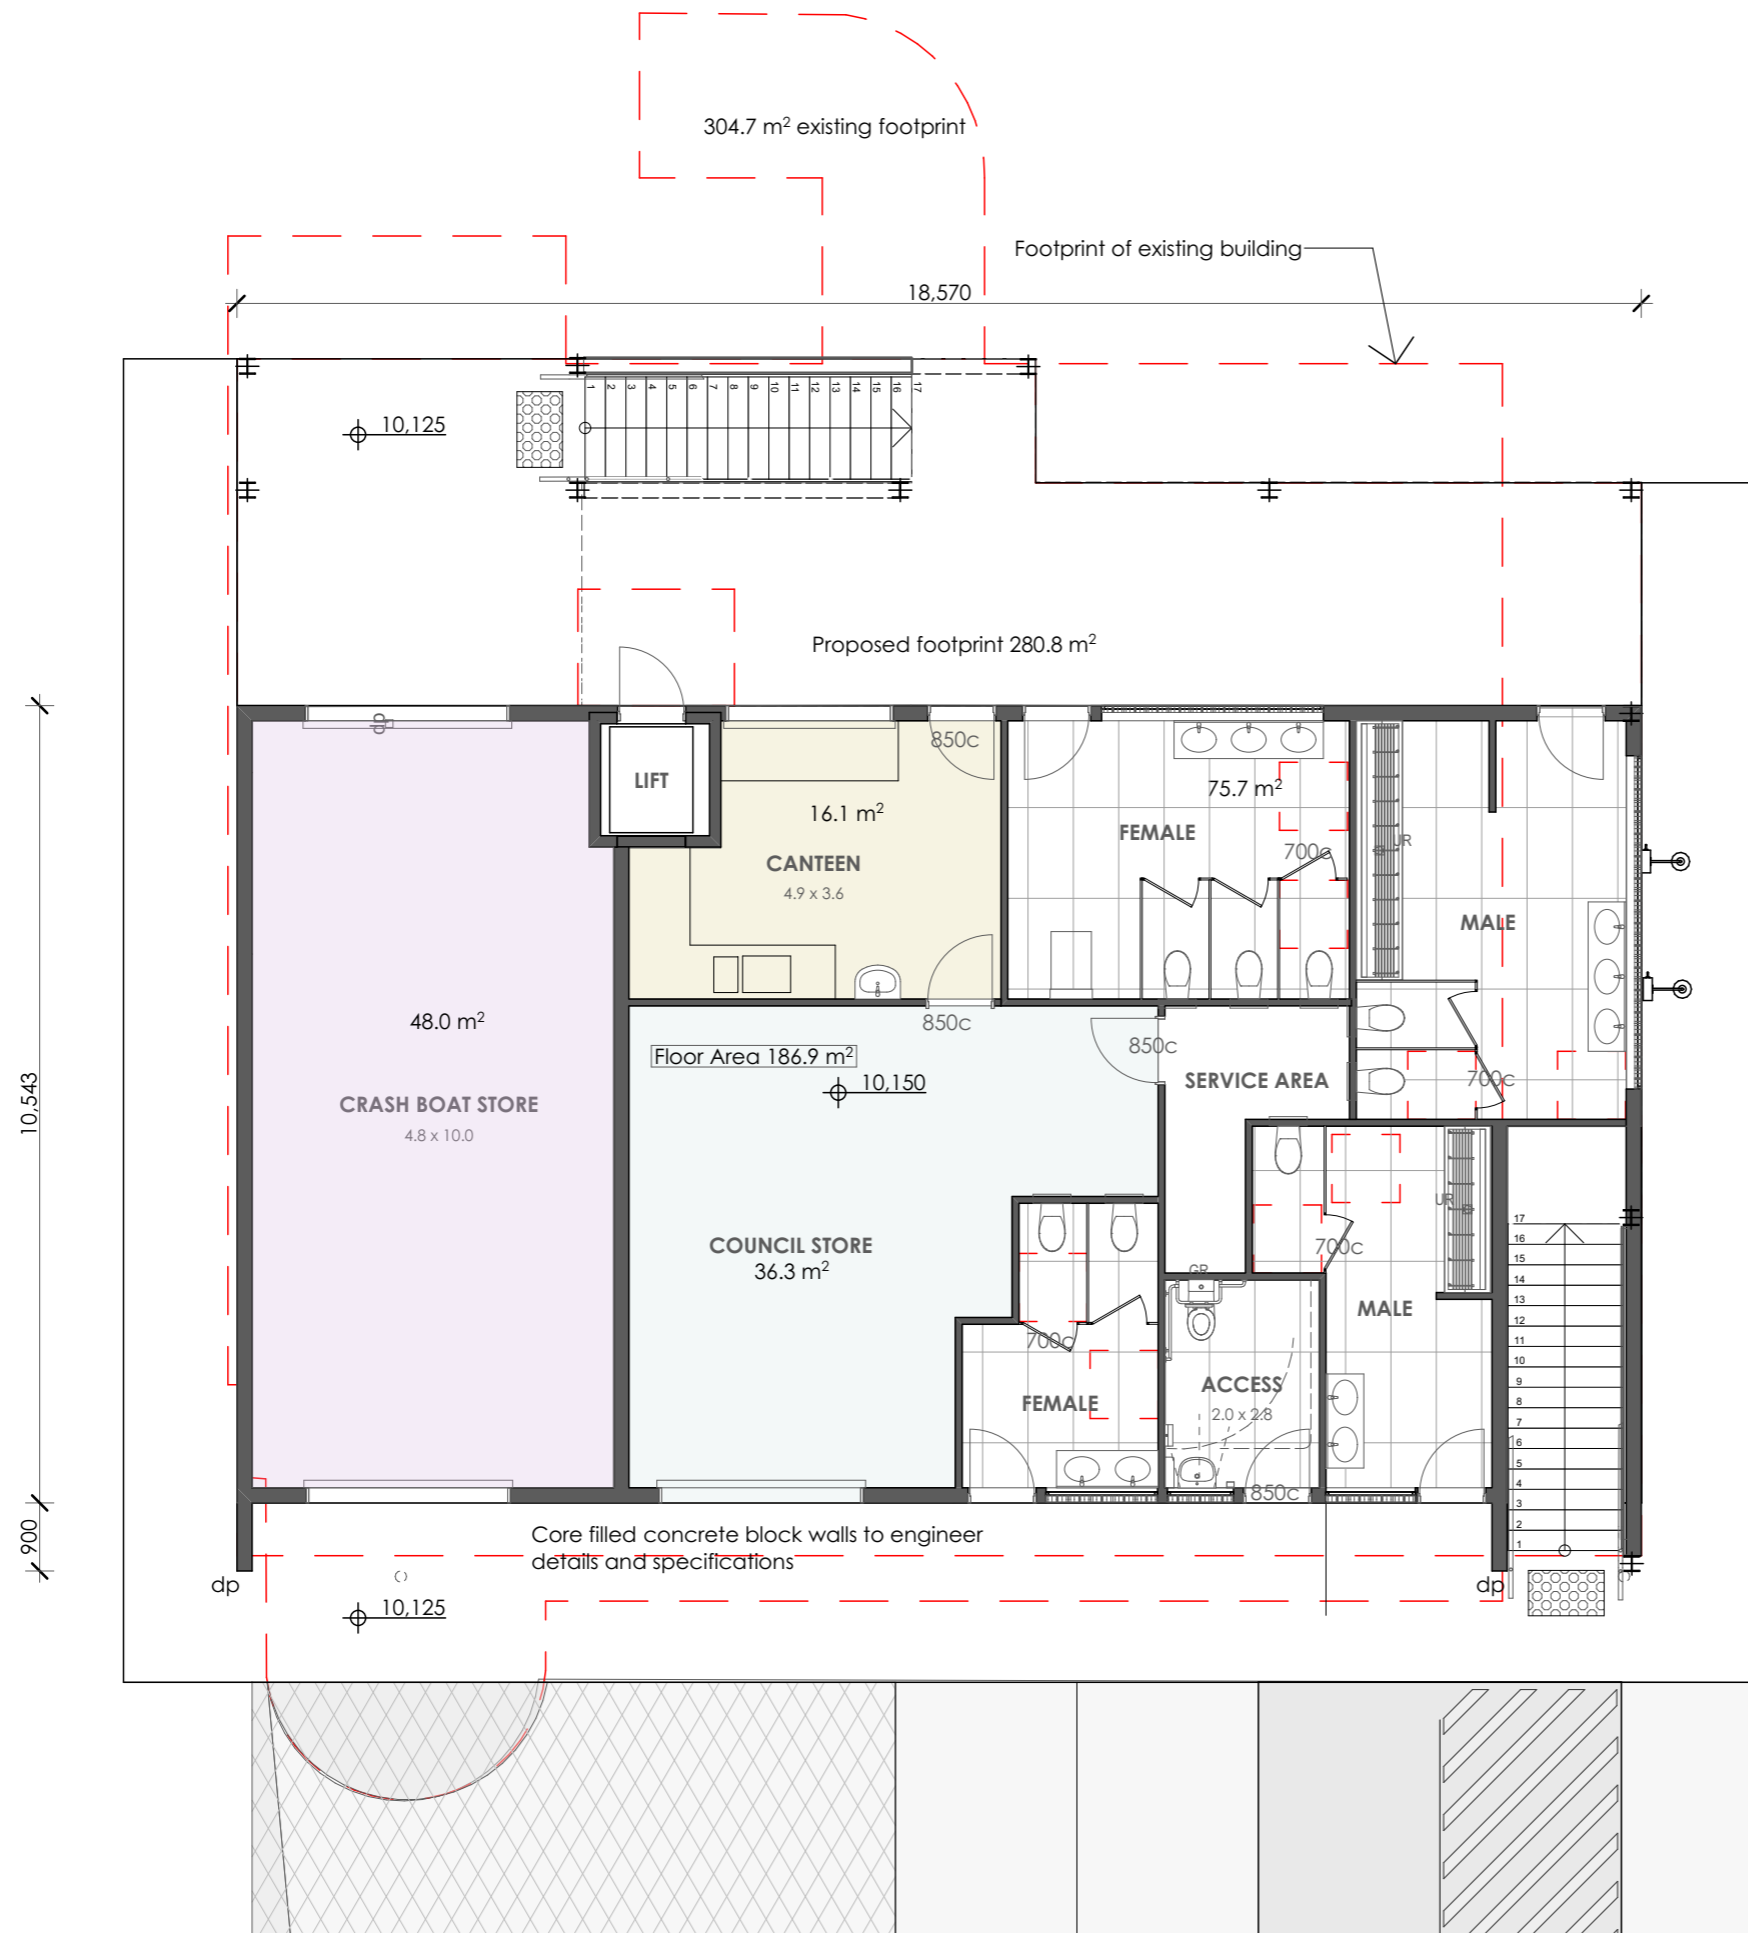 304.7 m² existing footprint
Footprint of existing building
18,570
1 2 3 4 5 6 7 8 9 10 11 12 13 14 15 16 17
10,125
Proposed footprint 280.8 m²
dp
850c
LIFT
75.7 m²
16.1 m²
FEMALE
UR
700c
CANTEEN
4.9 x 3.6
MALE
48.0 m²
850c
850c
Floor Area 186.9 m²
10,150
SERVICE AREA
700c
CRASH BOAT STORE
4.8 x 10.0
10,543
UR
17
16
15
14
13
12
11
10
9
8
7
6
5
4
3
2
1
COUNCIL STORE
36.3 m²
700c
GR
MALE
700c
ACCESS
2.0 x 2.8
FEMALE
850c
900
Core filled concrete block walls to engineer
details and specifications
dp
dp
10,125